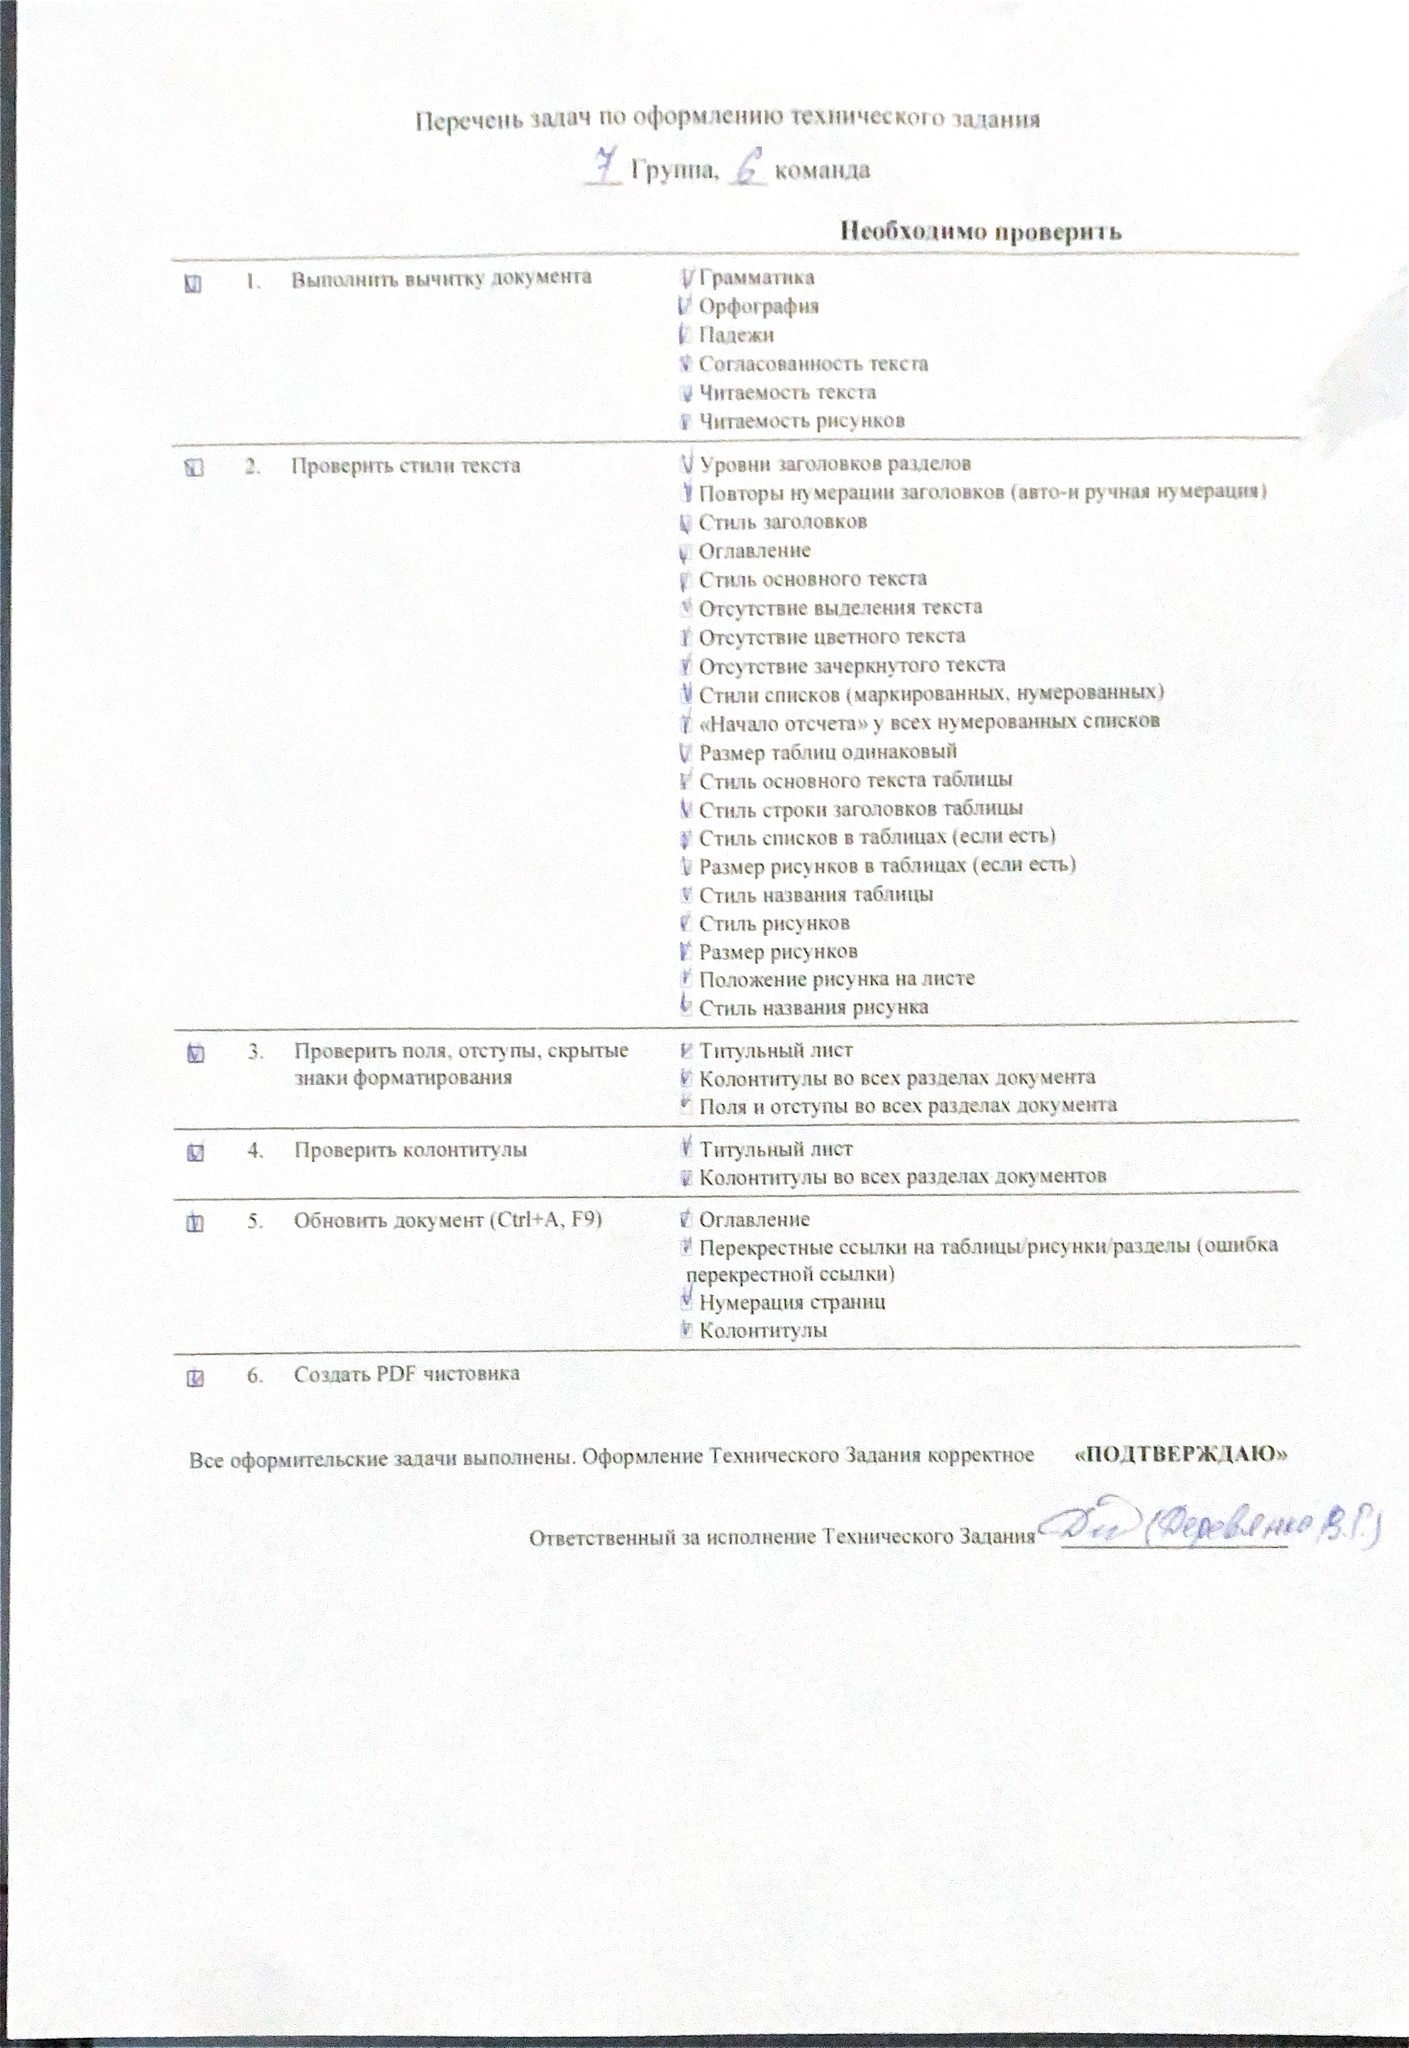 Перечень задач по оформлению технического задания
7 Группа, 6 команда
Необходимо проверить
☑ 1. Выполнить вычитку документа
☑ Грамматика
☑ Орфография
☑ Падежи
☑ Согласованность текста
☑ Читаемость текста
☑ Читаемость рисунков
☑ 2. Проверить стили текста
☑ Уровни заголовков разделов
☑ Повторы нумерации заголовков (авто-и ручная нумерация)
☑ Стиль заголовков
☑ Оглавление
☑ Стиль основного текста
☑ Отсутствие выделения текста
☑ Отсутствие цветного текста
☑ Отсутствие зачеркнутого текста
☑ Стили списков (маркированных, нумерованных)
☑ «Начало отсчета» у всех нумерованных списков
☑ Размер таблиц одинаковый
☑ Стиль основного текста таблицы
☑ Стиль строки заголовков таблицы
☑ Стиль списков в таблицах (если есть)
☑ Размер рисунков в таблицах (если есть)
☑ Стиль названия таблицы
☑ Стиль рисунков
☑ Размер рисунков
☑ Положение рисунка на листе
☑ Стиль названия рисунка
☑ 3. Проверить поля, отступы, скрытые
знаки форматирования
☑ Титульный лист
☑ Колонтитулы во всех разделах документа
☑ Поля и отступы во всех разделах документа
☑ 4. Проверить колонтитулы
☑ Титульный лист
☑ Колонтитулы во всех разделах документов
☑ 5. Обновить документ (Ctrl+A, F9)
☑ Оглавление
☑ Перекрестные ссылки на таблицы/рисунки/разделы (ошибка
перекрестной ссылки)
☑ Нумерация страниц
☑ Колонтитулы
☑ 6. Создать PDF чистовика
Все оформительские задачи выполнены. Оформление Технического Задания корректное «ПОДТВЕРЖДАЮ»
Ответственный за исполнение Технического Задания (Деревянко В.Г.)